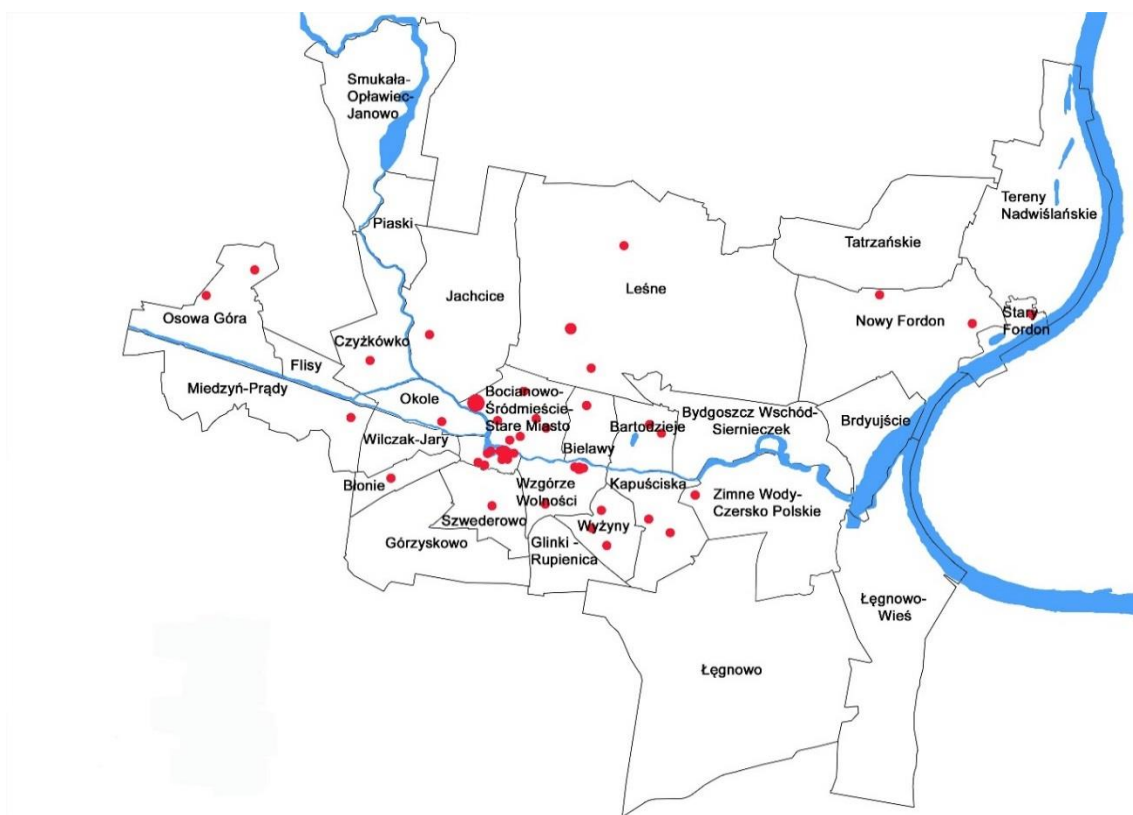 Smukała-
Opławiec-
Janowo
Piaski
Tereny
Nadwiślańskie
Tatrzańskie
Jachcice
Leśne
Osowa Góra
Nowy Fordon
Stary
Fordon
Czyżkówko
Flisy
Miedzyń-Prądy
Okole
Bocianowo-
Śródmieście-
Stare Miasto
Bydgoszcz Wschód-
Siernieczek
Brdyujście
Bartodzieje
Wilczak-Jary
Bielawy
Błonie
Wzgórze
Wolności
Kapuściska
Zimne Wody-
Czersko Polskie
Szwederowo
Wyżyny
Górzyskowo
Glinki -
Rupienica
Łęgnowo-
Wieś
Łęgnowo